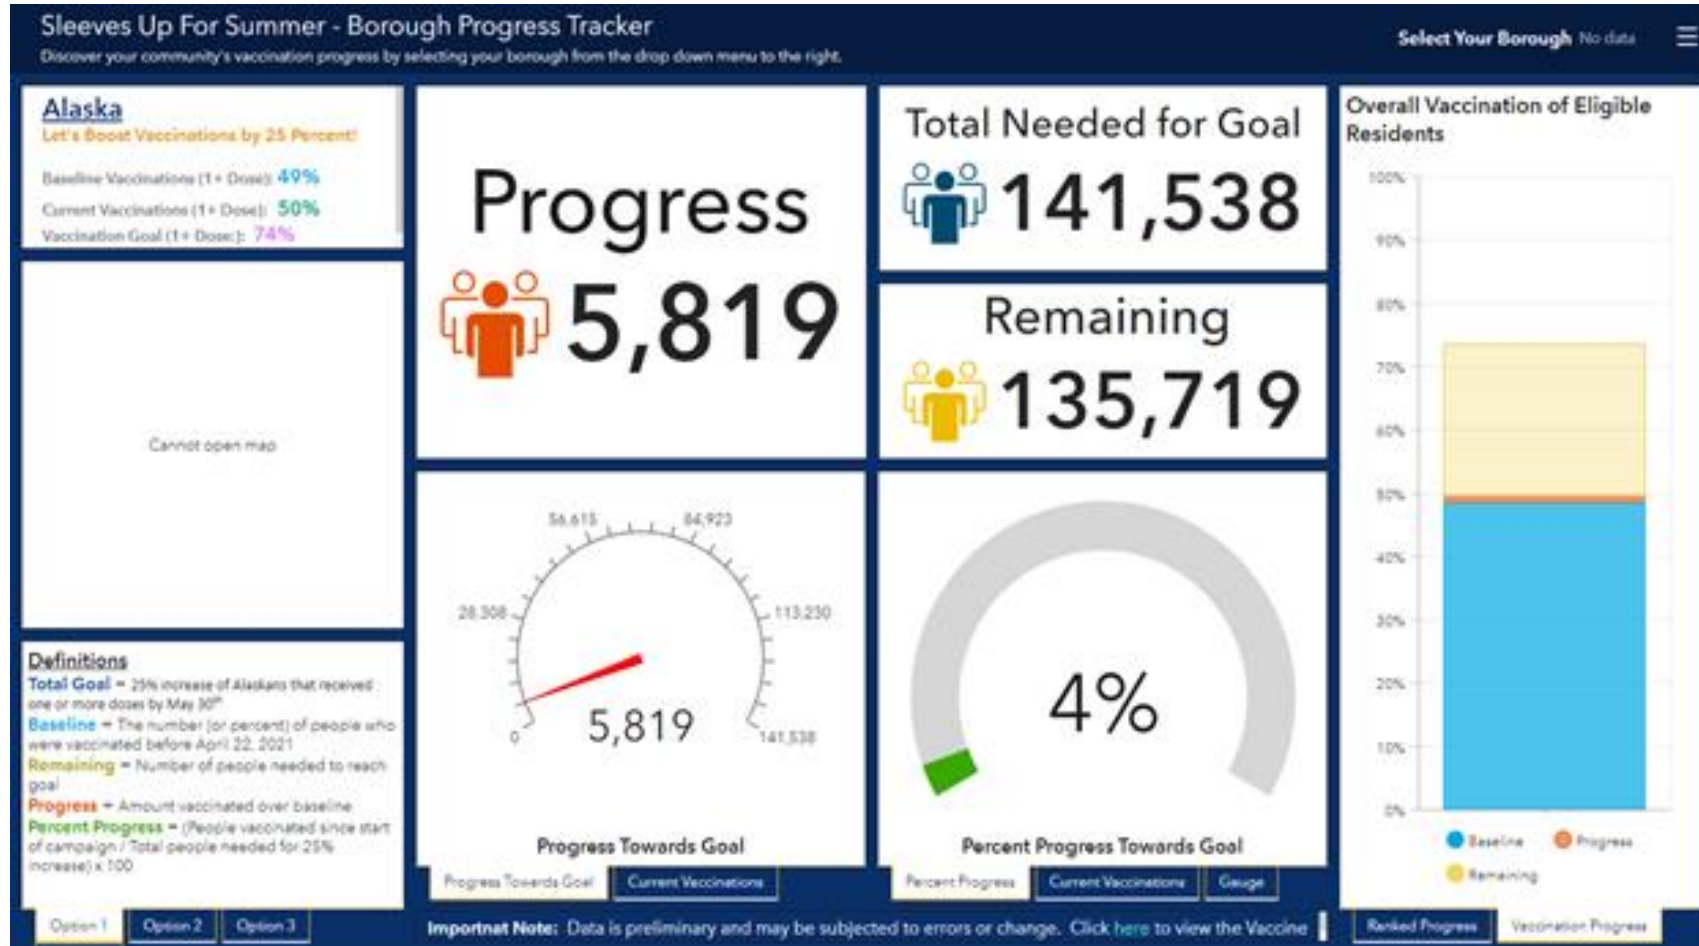 Sleeves Up For Summer - Borough Progress Tracker
Discover your community's vaccination progress by selecting your borough from the drop down menu to the right.
Select Your Borough No data
Alaska
Let's Boost Vaccinations by 25 Percent!
Baseline Vaccinations (1+ Dose): 49%
Current Vaccinations (1+ Dose): 50%
Vaccination Goal (1+ Dose:): 74%
Cannot open map
Definitions
Total Goal = 25% increase of Alaskans that received
one or more doses by May 30th
Baseline = The number (or percent) of people who
were vaccinated before April 22, 2021
Remaining = Number of people needed to reach
goal
Progress = Amount vaccinated over baseline
Percent Progress = (People vaccinated since start
of campaign / Total people needed for 25%
increase) x 100
Option 1
Option 2
Option 3
Progress
5,819
Total Needed for Goal
141,538
Remaining
135,719
0
28,308
56,615
84,923
113,230
141,538
5,819
Progress Towards Goal
Progress Towards Goal
Current Vaccinations
4%
Percent Progress Towards Goal
Percent Progress
Current Vaccinations
Gauge
Importnat Note: Data is preliminary and may be subjected to errors or change. Click here to view the Vaccine
Overall Vaccination of Eligible
Residents
100%
90%
80%
70%
60%
50%
40%
30%
20%
10%
0%
Baseline
Progress
Remaining
Ranked Progress
Vaccination Progress